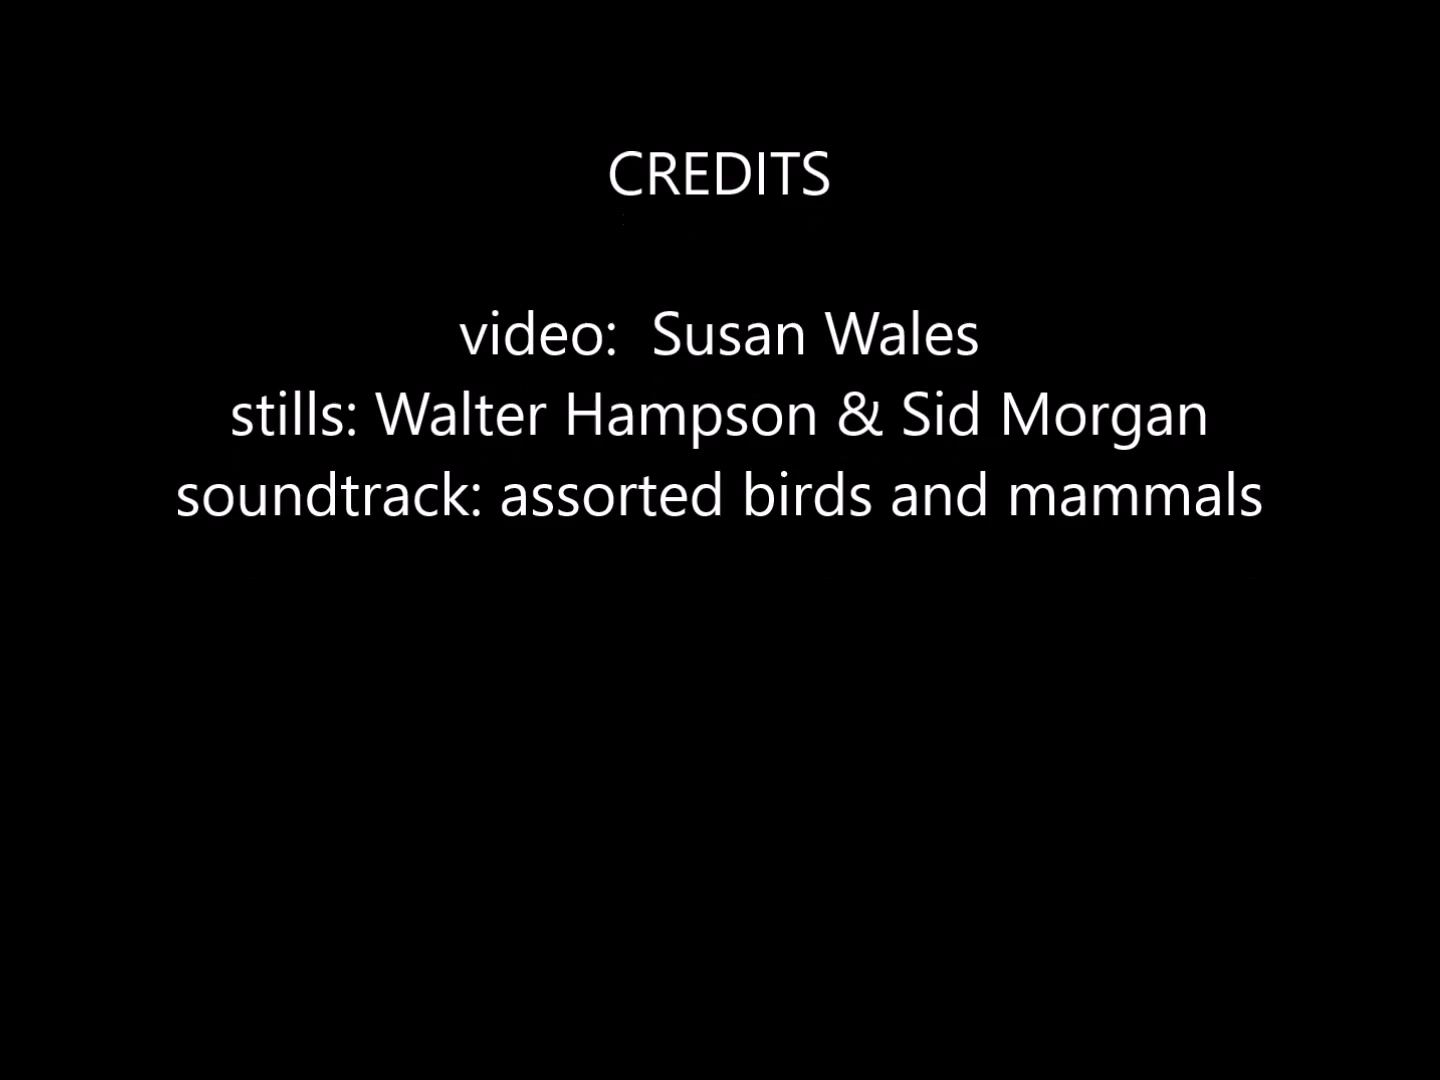 CREDITS
video:  Susan Wales
stills: Walter Hampson & Sid Morgan
soundtrack: assorted birds and mammals